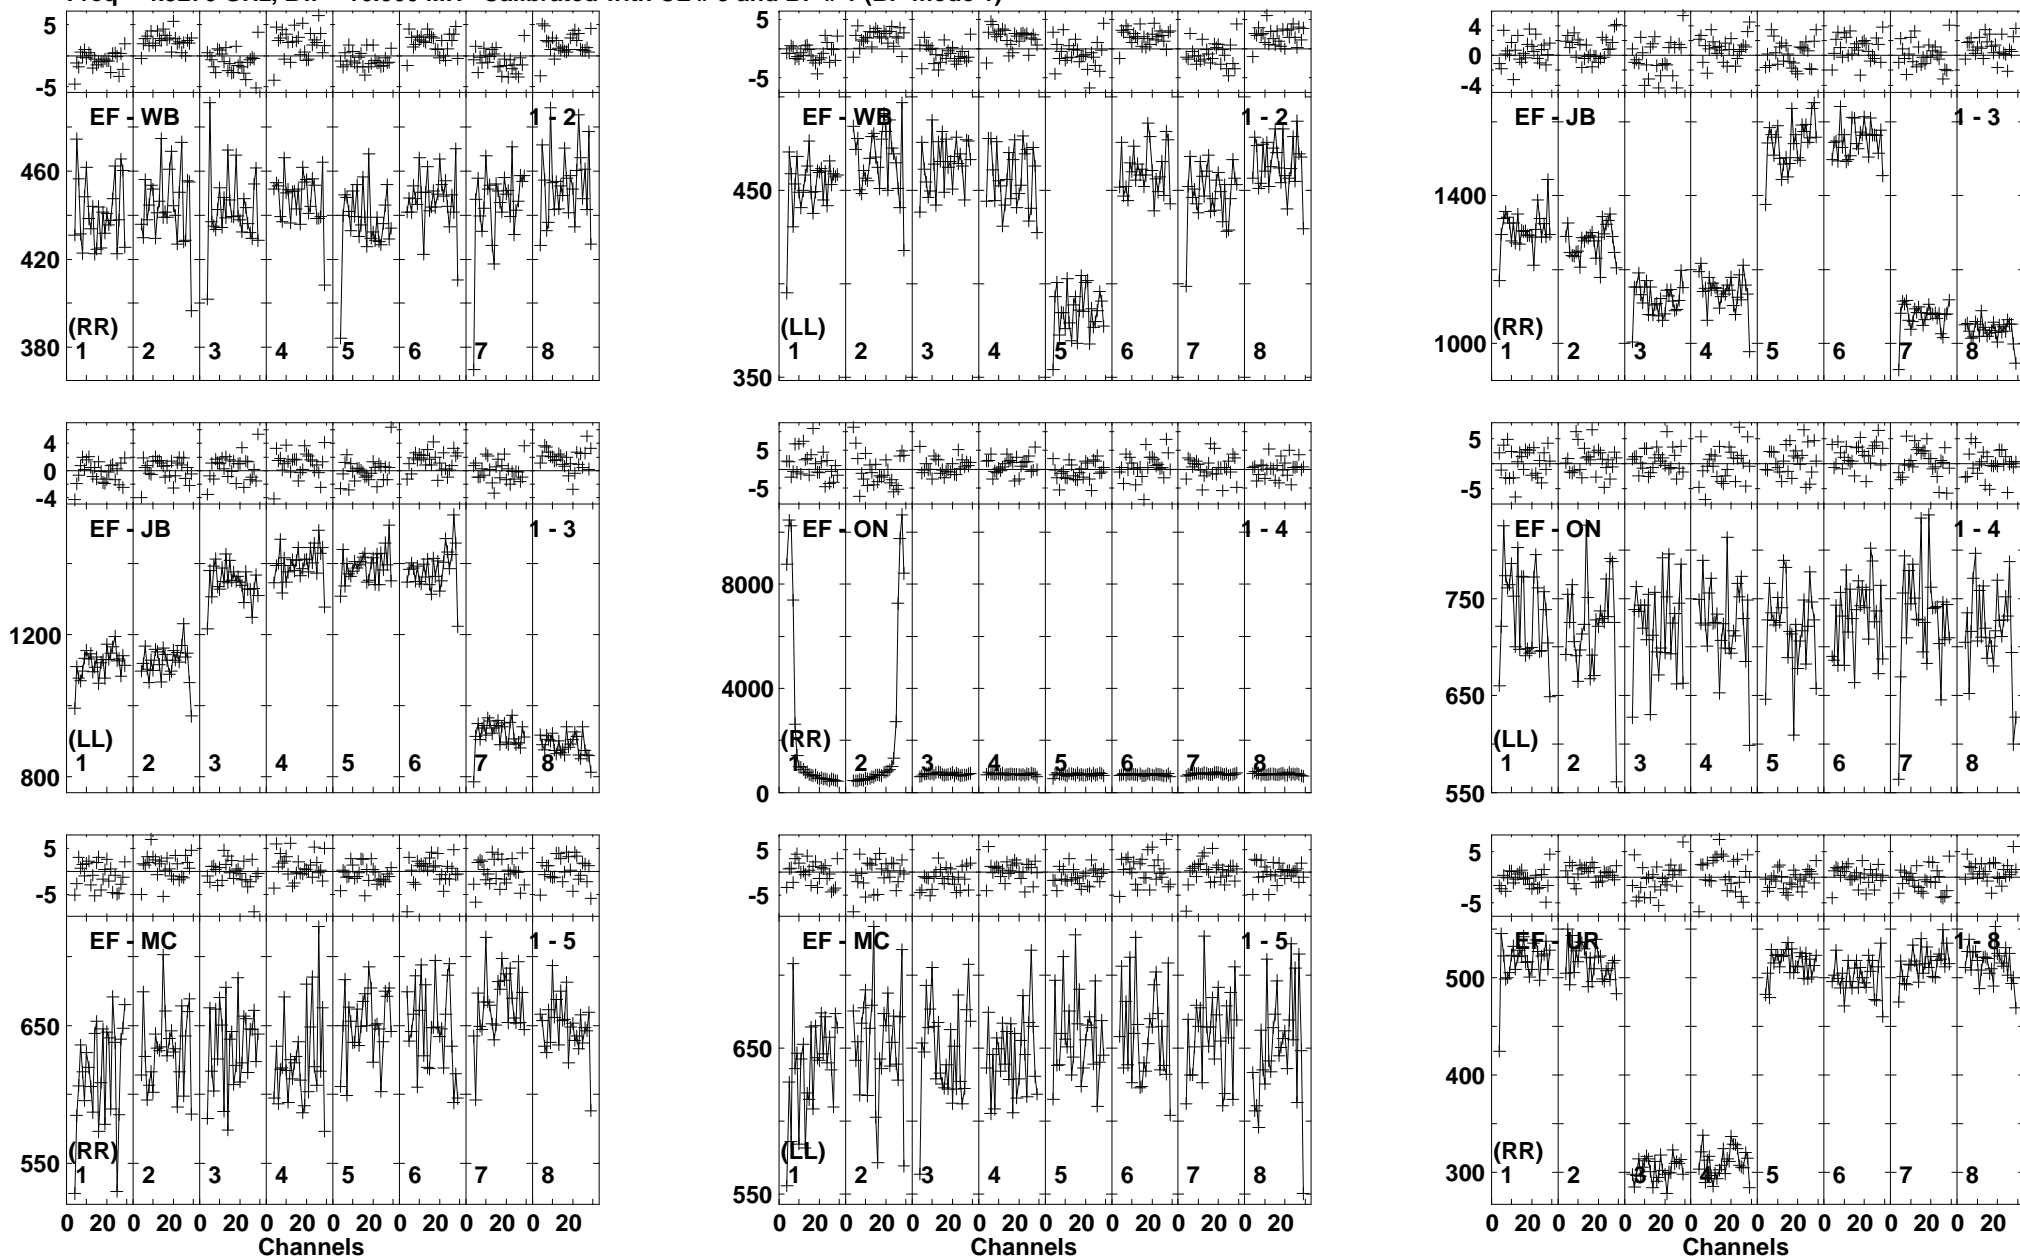 5
-5
EF - WB
1 - 2
460
420
380
(RR)
1 2 3 4 5 6 7 8
5
-5
EF - WB
1 - 2
450
350
(LL)
1 2 3 4 5 6 7 8
4
0
-4
EF - JB
1 - 3
1400
1000
(RR)
1 2 3 4 5 6 7 8
4
0
-4
EF - JB
1 - 3
1200
800
(LL)
1 2 3 4 5 6 7 8
5
-5
EF - ON
1 - 4
8000
4000
0
(RR)
1 2 3 4 5 6 7 8
5
-5
EF - ON
1 - 4
750
650
550
(LL)
1 2 3 4 5 6 7 8
5
-5
EF - MC
1 - 5
650
550
(RR)
1 2 3 4 5 6 7 8
0 20 0 20 0 20 0 20 0 20 0 20 0 20 0 20
Channels
5
-5
EF - MC
1 - 5
650
550
(LL)
1 2 3 4 5 6 7 8
0 20 0 20 0 20 0 20 0 20 0 20 0 20 0 20
Channels
5
-5
EF - UR
1 - 8
500
400
300
(RR)
1 2 3 4 5 6 7 8
0 20 0 20 0 20 0 20 0 20 0 20 0 20 0 20
Channels